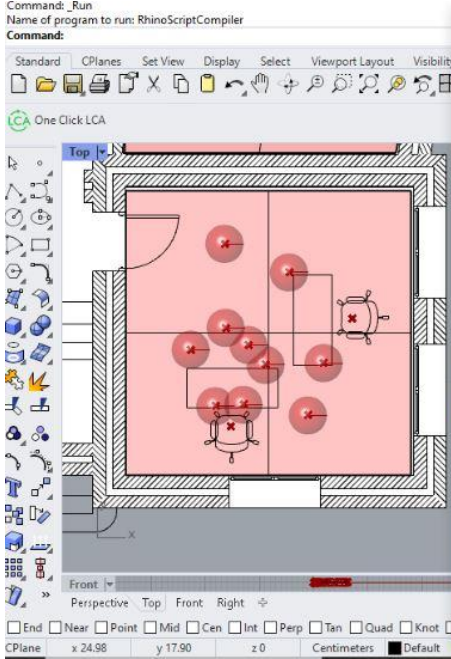 Command: _Run
Name of program to run: RhinoScriptCompiler
Command:
Standard CPlanes Set View Display Select Viewport Layout Visibility
LCA One Click LCA
Top
x
Front
Perspective Top Front Right
End Near Point Mid Cen Int Perp Tan Quad Knot
CPlane x 24.98 y 17.90 z 0 Centimeters Default